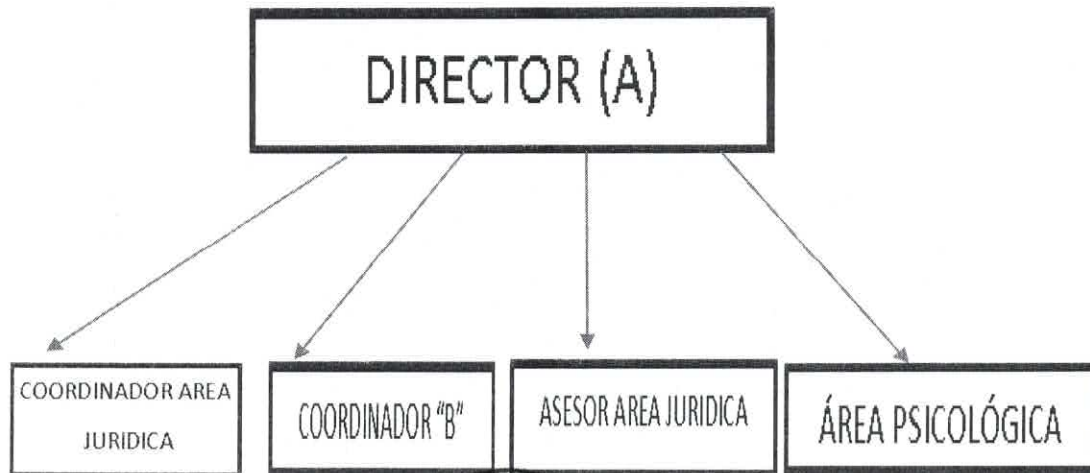 DIRECTOR (A)
COORDINADOR AREA
JURIDICA
COORDINADOR "B"
ASESOR AREA JURIDICA
ÁREA PSICOLÓGICA